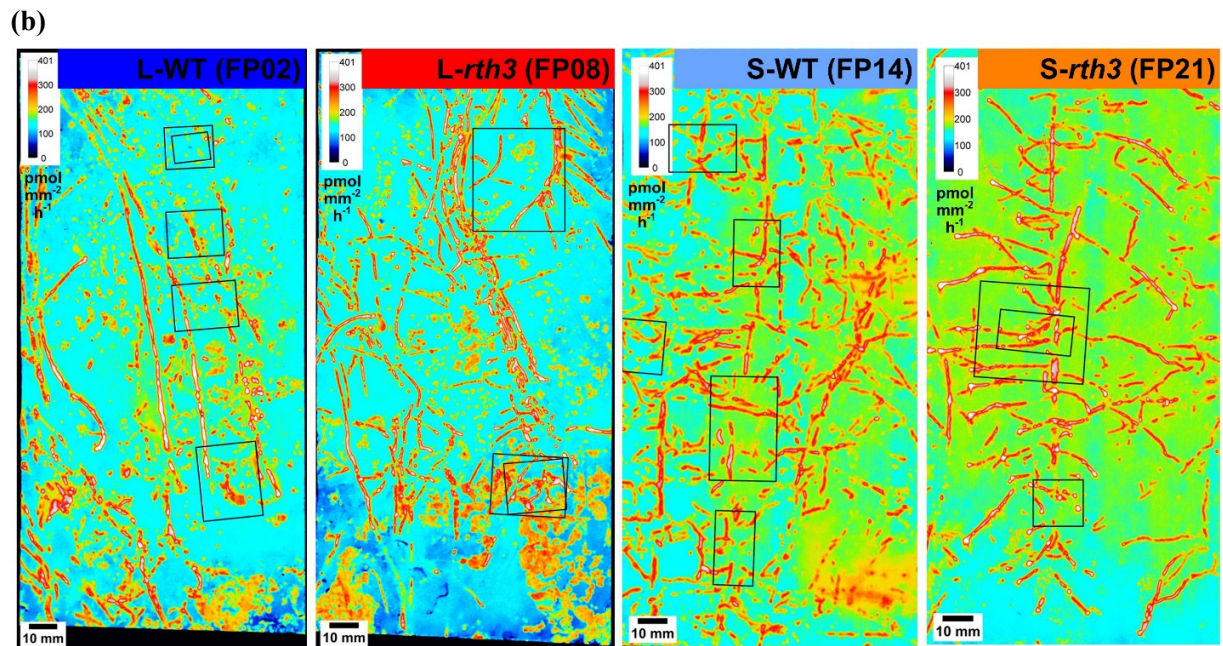 (b)
L-WT (FP02)
401
300
200
100
0
pmol
mm-2
h-1
10 mm
L-rth3 (FP08)
401
300
200
100
0
pmol
mm-2
h-1
10 mm
S-WT (FP14)
401
300
200
100
0
pmol
mm-2
h-1
10 mm
S-rth3 (FP21)
401
300
200
100
0
pmol
mm-2
h-1
10 mm